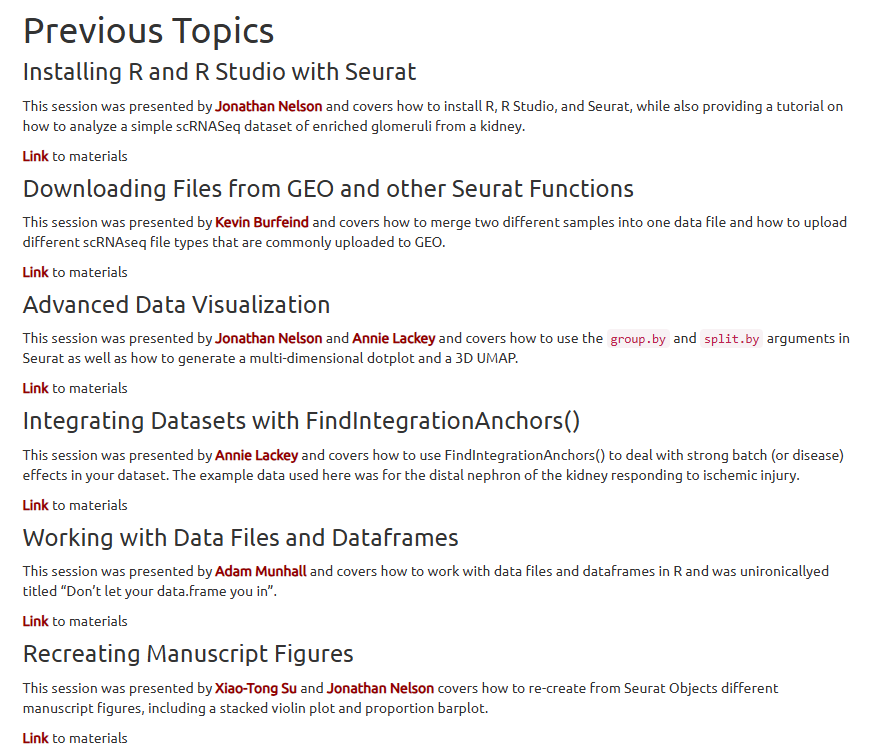 Previous Topics
Installing R and R Studio with Seurat
This session was presented by Jonathan Nelson and covers how to install R, R Studio, and Seurat, while also providing a tutorial on
how to analyze a simple scRNASeq dataset of enriched glomeruli from a kidney.
Link to materials
Downloading Files from GEO and other Seurat Functions
This session was presented by Kevin Burfeind and covers how to merge two different samples into one data file and how to upload
different scRNAseq file types that are commonly uploaded to GEO.
Link to materials
Advanced Data Visualization
This session was presented by Jonathan Nelson and Annie Lackey and covers how to use the group.by and split.by arguments in
Seurat as well as how to generate a multi-dimensional dotplot and a 3D UMAP.
Link to materials
Integrating Datasets with FindIntegrationAnchors()
This session was presented by Annie Lackey and covers how to use FindIntegrationAnchors() to deal with strong batch (or disease)
effects in your dataset. The example data used here was for the distal nephron of the kidney responding to ischemic injury.
Link to materials
Working with Data Files and Dataframes
This session was presented by Adam Munhall and covers how to work with data files and dataframes in R and was unironicallyed
titled “Don’t let your data.frame you in”.
Link to materials
Recreating Manuscript Figures
This session was presented by Xiao-Tong Su and Jonathan Nelson covers how to re-create from Seurat Objects different
manuscript figures, including a stacked violin plot and proportion barplot.
Link to materials